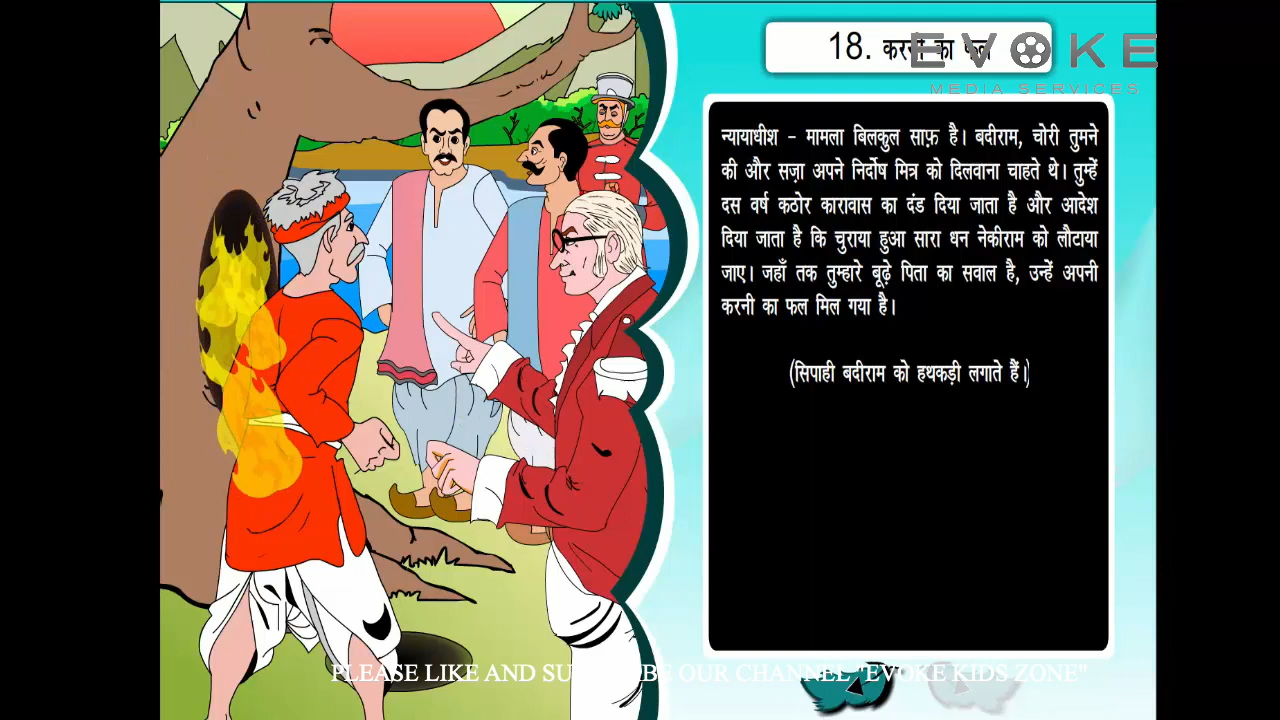 18. करनी का फल
EVOKE
MEDIA SERVICES
न्यायाधीश - मामला बिलकुल साफ़ है। बदीराम, चोरी तुमने
की और सज़ा अपने निर्दोष मित्र को दिलवाना चाहते थे। तुम्हें
दस वर्ष कठोर कारावास का दंड दिया जाता है और आदेश
दिया जाता है कि चुराया हुआ सारा धन नेकीराम को लौटाया
जाए। जहाँ तक तुम्हारे बूढ़े पिता का सवाल है, उन्हें अपनी
करनी का फल मिल गया है।
(सिपाही बदीराम को हथकड़ी लगाते हैं।)
PLEASE LIKE AND SUBSCRIBE OUR CHANNEL "EVOKE KIDS ZONE"